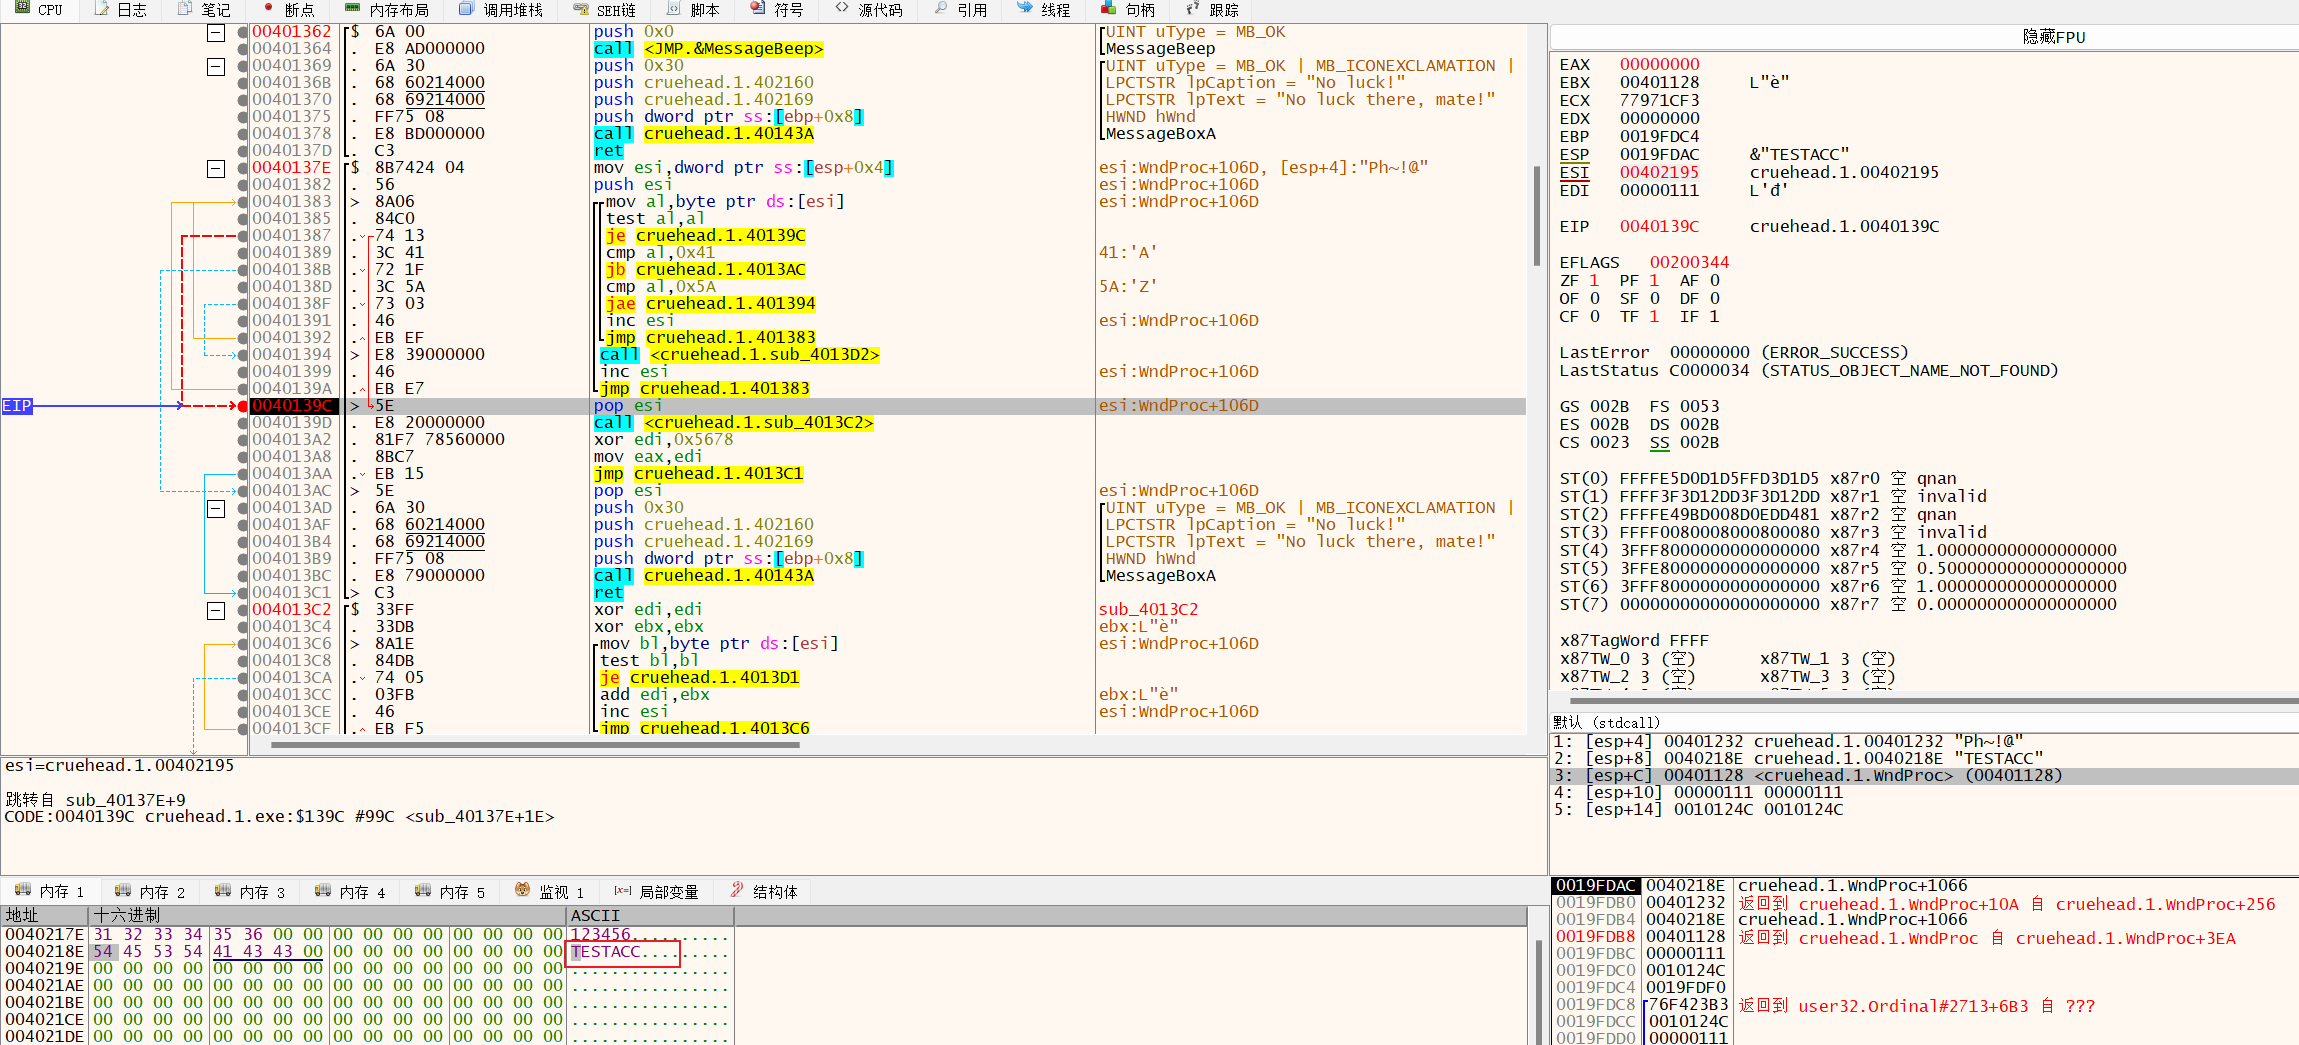 CPU 日志 笔记 断点 内存布局 调用堆栈 SEH链 脚本 符号 源代码 引用 线程 句柄 跟踪
00401362 $ 6A 00 push 0x0 UINT uType = MB_OK
00401364 . E8 AD000000 call <JMP.&MessageBeep> MessageBeep
00401369 . 6A 30 push 0x30 UINT uType = MB_OK | MB_ICONEXCLAMATION |
0040136B . 68 60214000 push cruehead.1.402160 LPCTSTR lpCaption = "No luck!"
00401370 . 68 69214000 push cruehead.1.402169 LPCTSTR lpText = "No luck there, mate!"
00401375 . FF75 08 push dword ptr ss:[ebp+0x8] HWND hWnd
00401378 . E8 BD000000 call cruehead.1.40143A MessageBoxA
0040137D . C3 ret
0040137E $ 8B7424 04 mov esi,dword ptr ss:[esp+0x4] esi:WndProc+106D, [esp+4]:"Ph~!@"
00401382 . 56 push esi esi:WndProc+106D
00401383 > 8A06 mov al,byte ptr ds:[esi] esi:WndProc+106D
00401385 . 84C0 test al,al
00401387 . 74 13 je cruehead.1.40139C
00401389 . 3C 41 cmp al,0x41 41:'A'
0040138B . 72 1F jb cruehead.1.4013AC
0040138D . 3C 5A cmp al,0x5A 5A:'Z'
0040138F . 73 03 jae cruehead.1.401394
00401391 . 46 inc esi esi:WndProc+106D
00401392 . EB EF jmp cruehead.1.401383
00401394 > E8 39000000 call <cruehead.1.sub_4013D2>
00401399 . 46 inc esi esi:WndProc+106D
0040139A . EB E7 jmp cruehead.1.401383
EIP 0040139C > 5E pop esi esi:WndProc+106D
0040139D . E8 20000000 call <cruehead.1.sub_4013C2>
004013A2 . 81F7 78560000 xor edi,0x5678
004013A8 . 8BC7 mov eax,edi
004013AA . EB 15 jmp cruehead.1.4013C1
004013AC > 5E pop esi esi:WndProc+106D
004013AD . 6A 30 push 0x30 UINT uType = MB_OK | MB_ICONEXCLAMATION |
004013AF . 68 60214000 push cruehead.1.402160 LPCTSTR lpCaption = "No luck!"
004013B4 . 68 69214000 push cruehead.1.402169 LPCTSTR lpText = "No luck there, mate!"
004013B9 . FF75 08 push dword ptr ss:[ebp+0x8] HWND hWnd
004013BC . E8 79000000 call cruehead.1.40143A MessageBoxA
004013C1 > C3 ret
004013C2 $ 33FF xor edi,edi sub_4013C2
004013C4 . 33DB xor ebx,ebx ebx:L"è"
004013C6 > 8A1E mov bl,byte ptr ds:[esi] esi:WndProc+106D
004013C8 . 84DB test bl,bl
004013CA . 74 05 je cruehead.1.4013D1
004013CC . 03FB add edi,ebx ebx:L"è"
004013CE . 46 inc esi esi:WndProc+106D
004013CF . EB F5 jmp cruehead.1.4013C6
esi=cruehead.1.00402195
跳转自 sub_40137E+9
CODE:0040139C cruehead.1.exe:$139C #99C <sub_40137E+1E>
隐藏FPU
EAX 00000000
EBX 00401128 L"è"
ECX 77971CF3
EDX 00000000
EBP 0019FDC4
ESP 0019FDAC &"TESTACC"
ESI 00402195 cruehead.1.00402195
EDI 00000111 L'đ'
EIP 0040139C cruehead.1.0040139C
EFLAGS 00200344
ZF 1 PF 1 AF 0
OF 0 SF 0 DF 0
CF 0 TF 1 IF 1
LastError 00000000 (ERROR_SUCCESS)
LastStatus C0000034 (STATUS_OBJECT_NAME_NOT_FOUND)
GS 002B FS 0053
ES 002B DS 002B
CS 0023 SS 002B
ST(0) FFFFE5D0D1D5FFD3D1D5 x87r0 空 qnan
ST(1) FFFF3F3D12DD3F3D12DD x87r1 空 invalid
ST(2) FFFFE49BD008D0EDD481 x87r2 空 qnan
ST(3) FFFF0080008000800080 x87r3 空 invalid
ST(4) 3FFF8000000000000000 x87r4 空 1.000000000000000000
ST(5) 3FFE8000000000000000 x87r5 空 0.5000000000000000000
ST(6) 3FFF8000000000000000 x87r6 空 1.000000000000000000
ST(7) 00000000000000000000 x87r7 空 0.000000000000000000
x87TagWord FFFF
x87TW_0 3 (空) x87TW_1 3 (空)
x87TW_2 3 (空) x87TW_3 3 (空)
默认 (stdcall)
1: [esp+4] 00401232 cruehead.1.00401232 "Ph~!@"
2: [esp+8] 0040218E cruehead.1.0040218E "TESTACC"
3: [esp+C] 00401128 <cruehead.1.WndProc> (00401128)
4: [esp+10] 00000111 00000111
5: [esp+14] 0010124C 0010124C
内存 1 内存 2 内存 3 内存 4 内存 5 监视 1 局部变量 结构体
地址 十六进制 ASCII
0040217E 31 32 33 34 35 36 00 00 00 00 00 00 00 00 00 00 123456..........
0040218E 54 45 53 54 41 43 43 00 00 00 00 00 00 00 00 00 TESTACC.........
0040219E 00 00 00 00 00 00 00 00 00 00 00 00 00 00 00 00 ................
004021AE 00 00 00 00 00 00 00 00 00 00 00 00 00 00 00 00 ................
004021BE 00 00 00 00 00 00 00 00 00 00 00 00 00 00 00 00 ................
004021CE 00 00 00 00 00 00 00 00 00 00 00 00 00 00 00 00 ................
004021DE 00 00 00 00 00 00 00 00 00 00 00 00 00 00 00 00 ................
0019FDAC 0040218E cruehead.1.WndProc+1066
0019FDB0 00401232 返回到 cruehead.1.WndProc+10A 自 cruehead.1.WndProc+256
0019FDB4 0040218E cruehead.1.WndProc+1066
0019FDB8 00401128 返回到 cruehead.1.WndProc 自 cruehead.1.WndProc+3EA
0019FDBC 00000111
0019FDC0 0010124C
0019FDC4 0019FDF0
0019FDC8 76F423B3 返回到 user32.Ordinal#2713+6B3 自 ???
0019FDCC 0010124C
0019FDD0 00000111